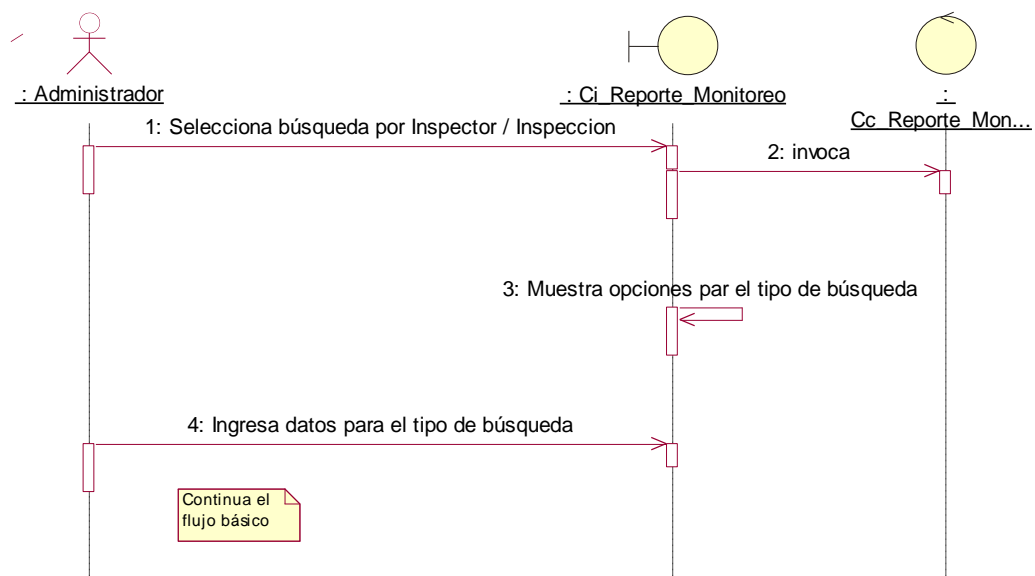 : Administrador
: Ci_Reporte_Monitoreo
:
Cc_Reporte_Mon...
1: Selecciona búsqueda por Inspector / Inspeccion
2: invoca
3: Muestra opciones par el tipo de búsqueda
4: Ingresa datos para el tipo de búsqueda
Continua el
flujo básico